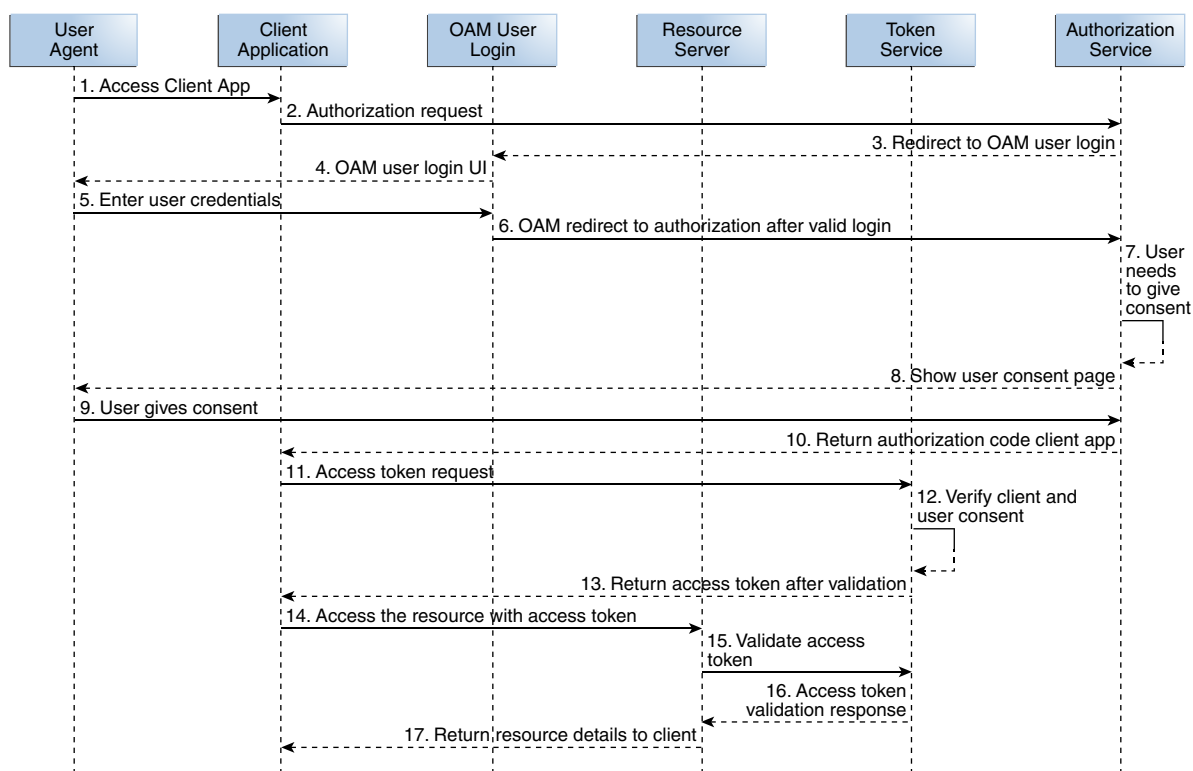 User
Agent
Client
Application
OAM User
Login
Resource
Server
Token
Service
Authorization
Service
1. Access Client App
2. Authorization request
3. Redirect to OAM user login
4. OAM user login UI
5. Enter user credentials
6. OAM redirect to authorization after valid login
7. User
needs
to give
consent
8. Show user consent page
9. User gives consent
10. Return authorization code client app
11. Access token request
12. Verify client and
user consent
13. Return access token after validation
14. Access the resource with access token
15. Validate access
token
16. Access token
validation response
17. Return resource details to client